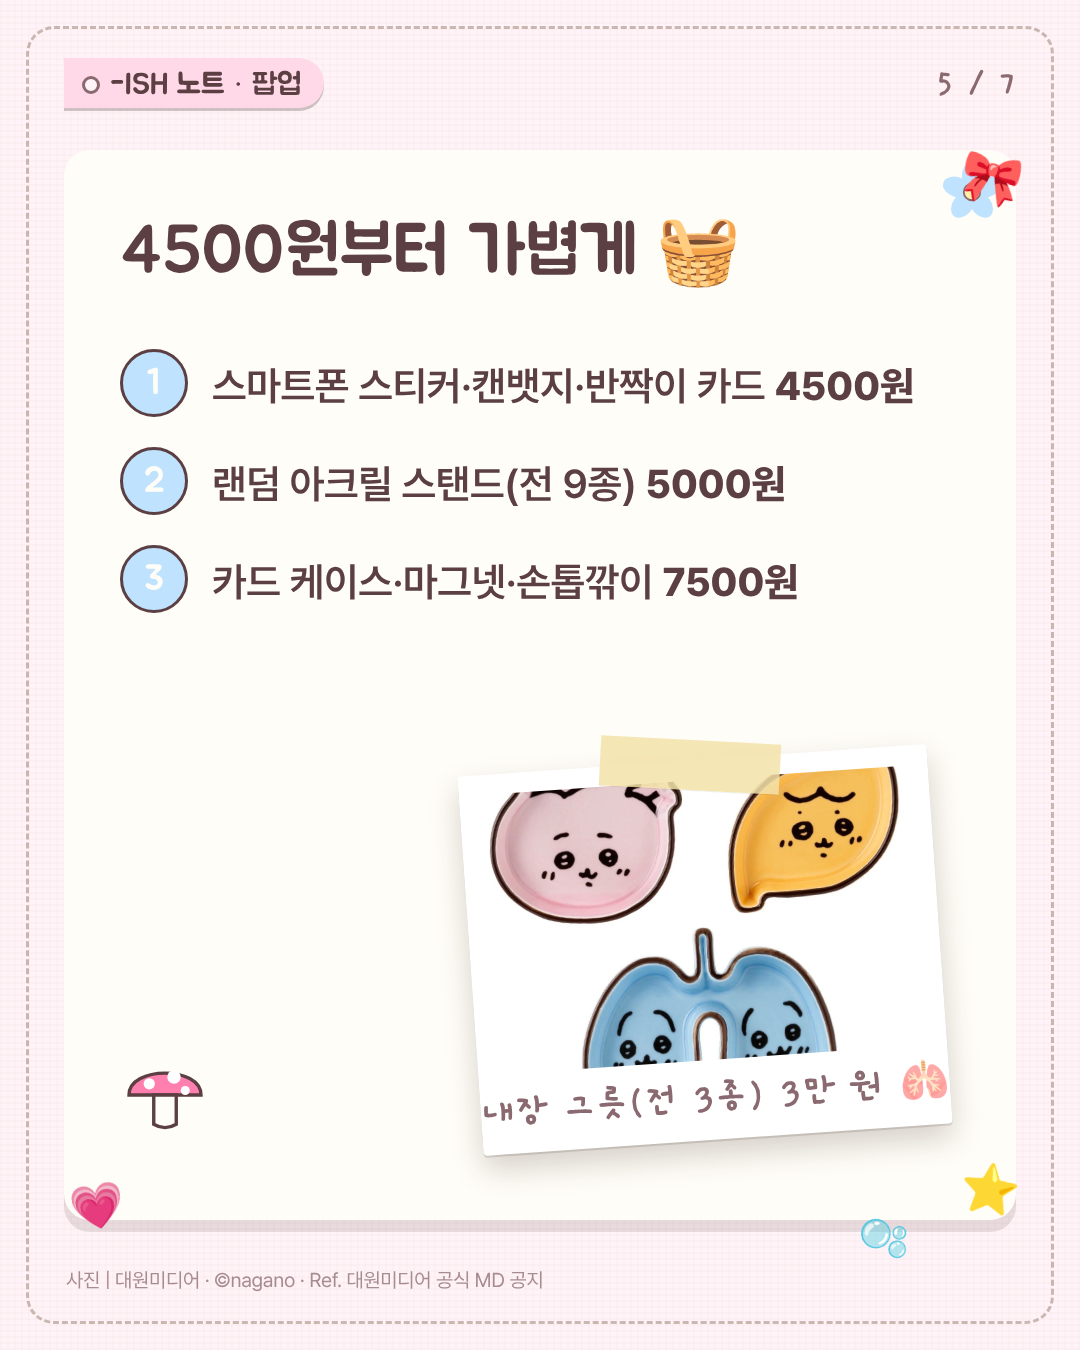 -ISH 노트 · 팝업
5 / 7
4500원부터 가볍게
1 스마트폰 스티커·캔뱃지·반짝이 카드 4500원
2 랜덤 아크릴 스탠드(전 9종) 5000원
3 카드 케이스·마그넷·손톱깎이 7500원
내장 그릇(전 3종) 3만 원
사진 | 대원미디어 · ©nagano · Ref. 대원미디어 공식 MD 공지